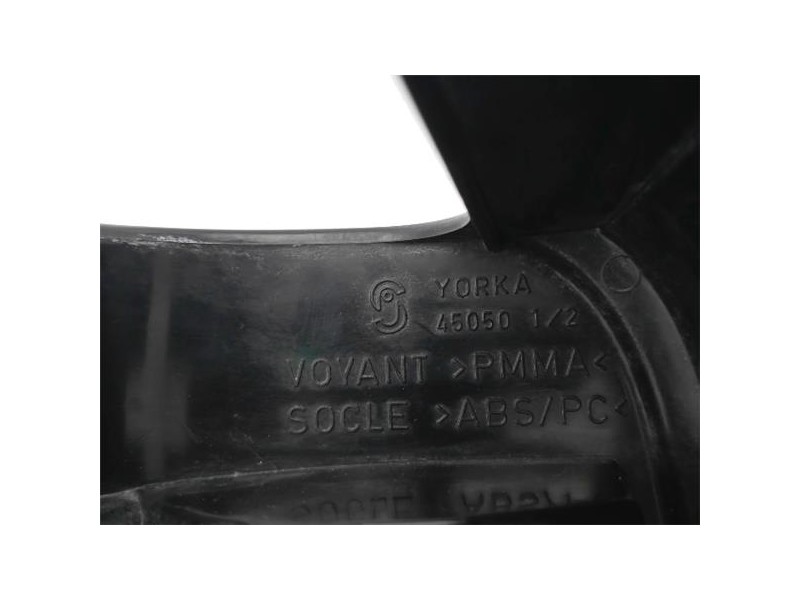 YORKA
45050 1/2
VOYANT >PMMA<
SOCLE >ABS/PC<